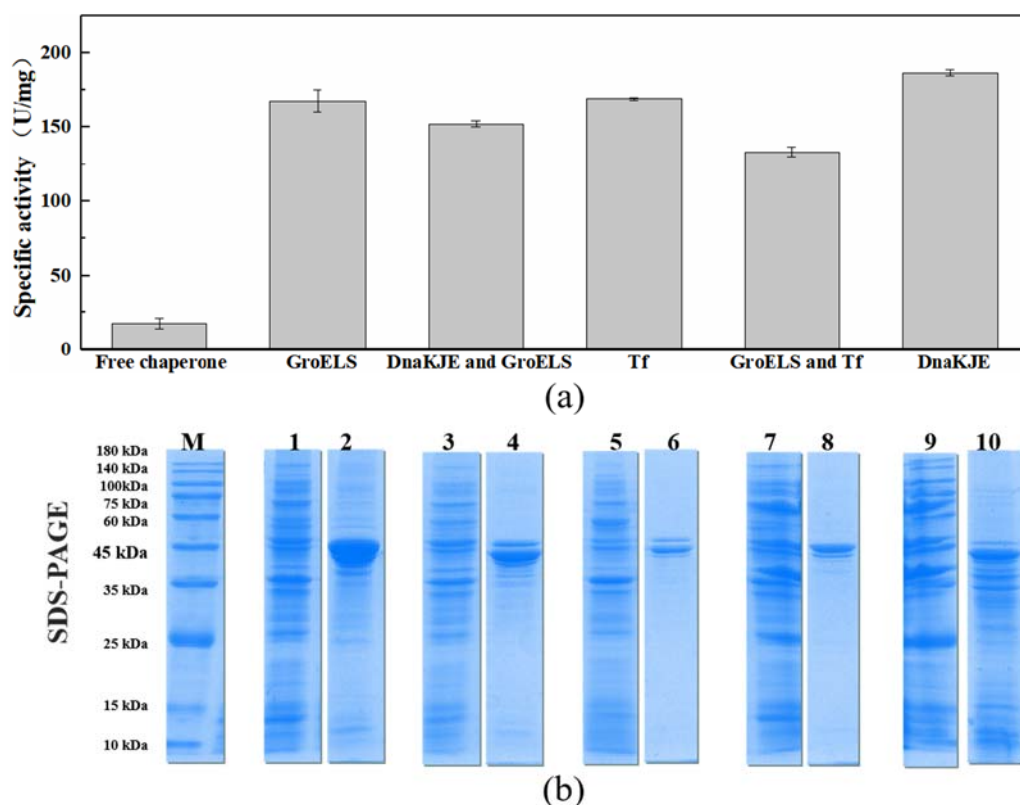 Specific activity（U/mg）
200
150
100
50
0
Free chaperone GroELS DnaKJE and GroELS Tf GroELS and Tf DnaKJE
(a)
M 1 2 3 4 5 6 7 8 9 10
SDS-PAGE
180 kDa
140 kDa
100kDa
75 kDa
60 kDa
45 kDa
35 kDa
25 kDa
15 kDa
10 kDa
(b)